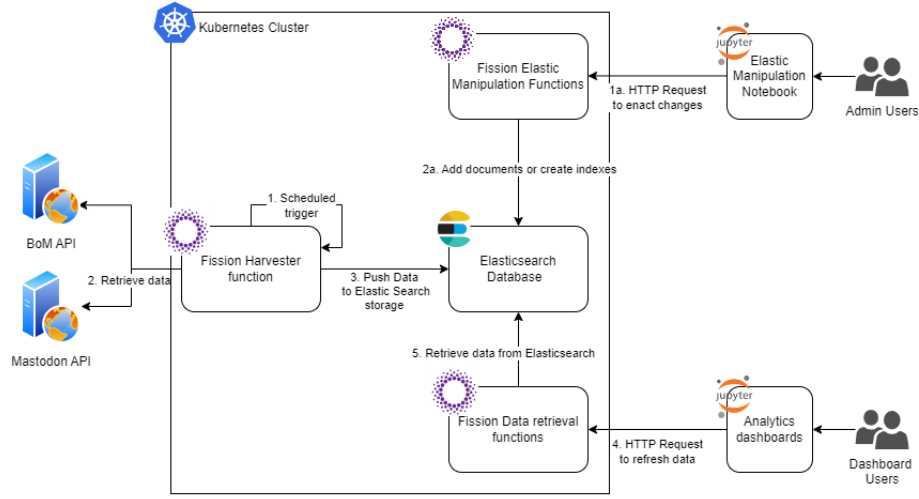 Kubernetes Cluster
Fission Elastic
Manipulation Functions
1a. HTTP Request
to enact changes
jupyter
Elastic
Manipulation
Notebook
Admin Users
2a. Add documents or create indexes
1. Scheduled
trigger
BoM API
Fission Harvester
function
2. Retrieve data
3. Push Data
to Elastic Search
storage
Elasticsearch
Database
Mastodon API
5. Retrieve data from Elasticsearch
Fission Data retrieval
functions
4. HTTP Request
to refresh data
jupyter
Analytics
dashboards
Dashboard
Users